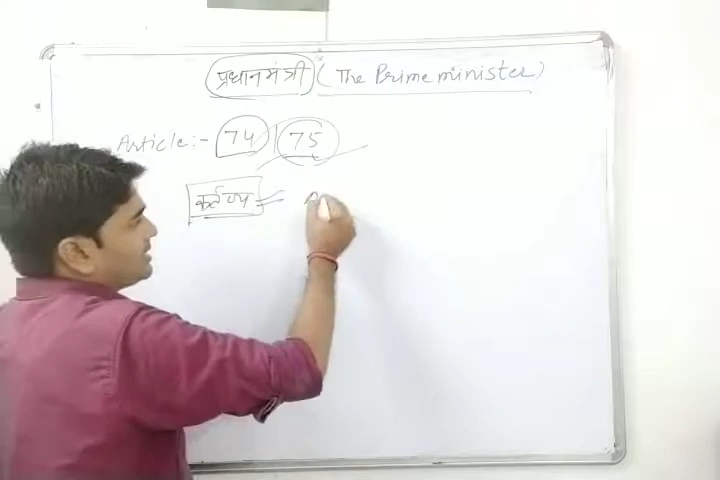 प्रधानमंत्री (The Prime minister)
Article:- 74 75
कर्तव्य